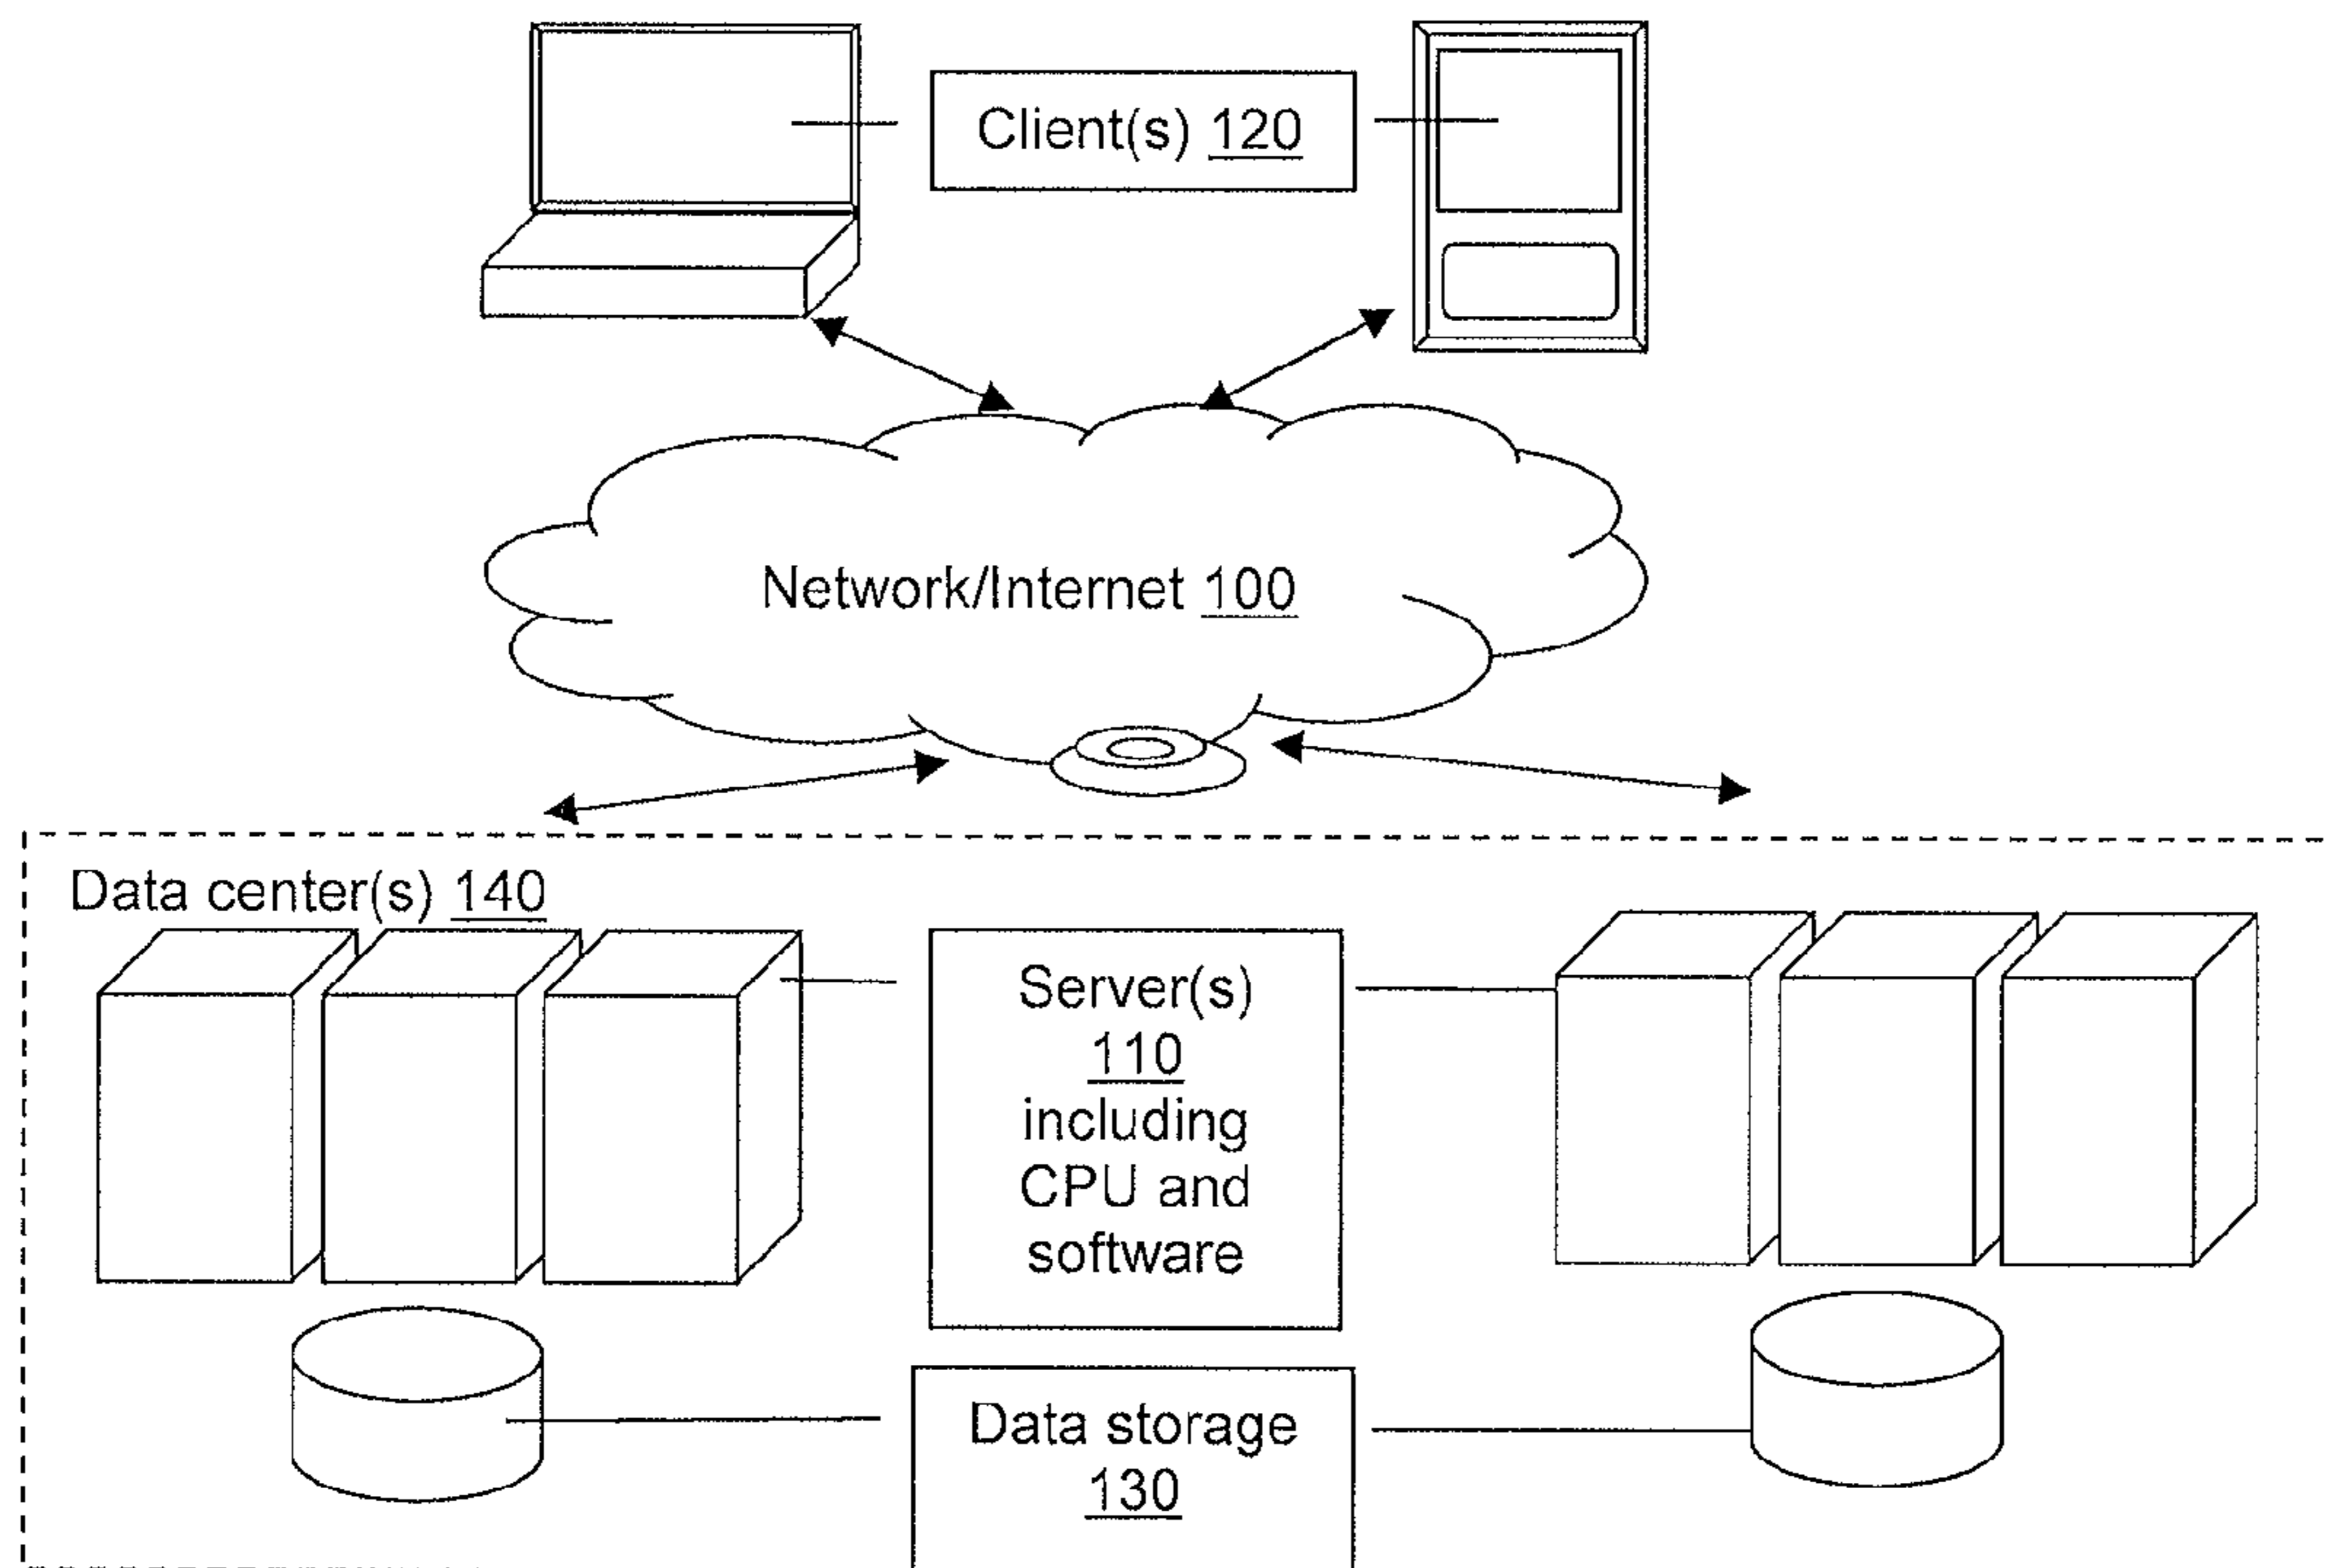 Client(s) 120
Network/Internet 100
Data center(s) 140
Server(s)
110
including
CPU and
software
Data storage
130